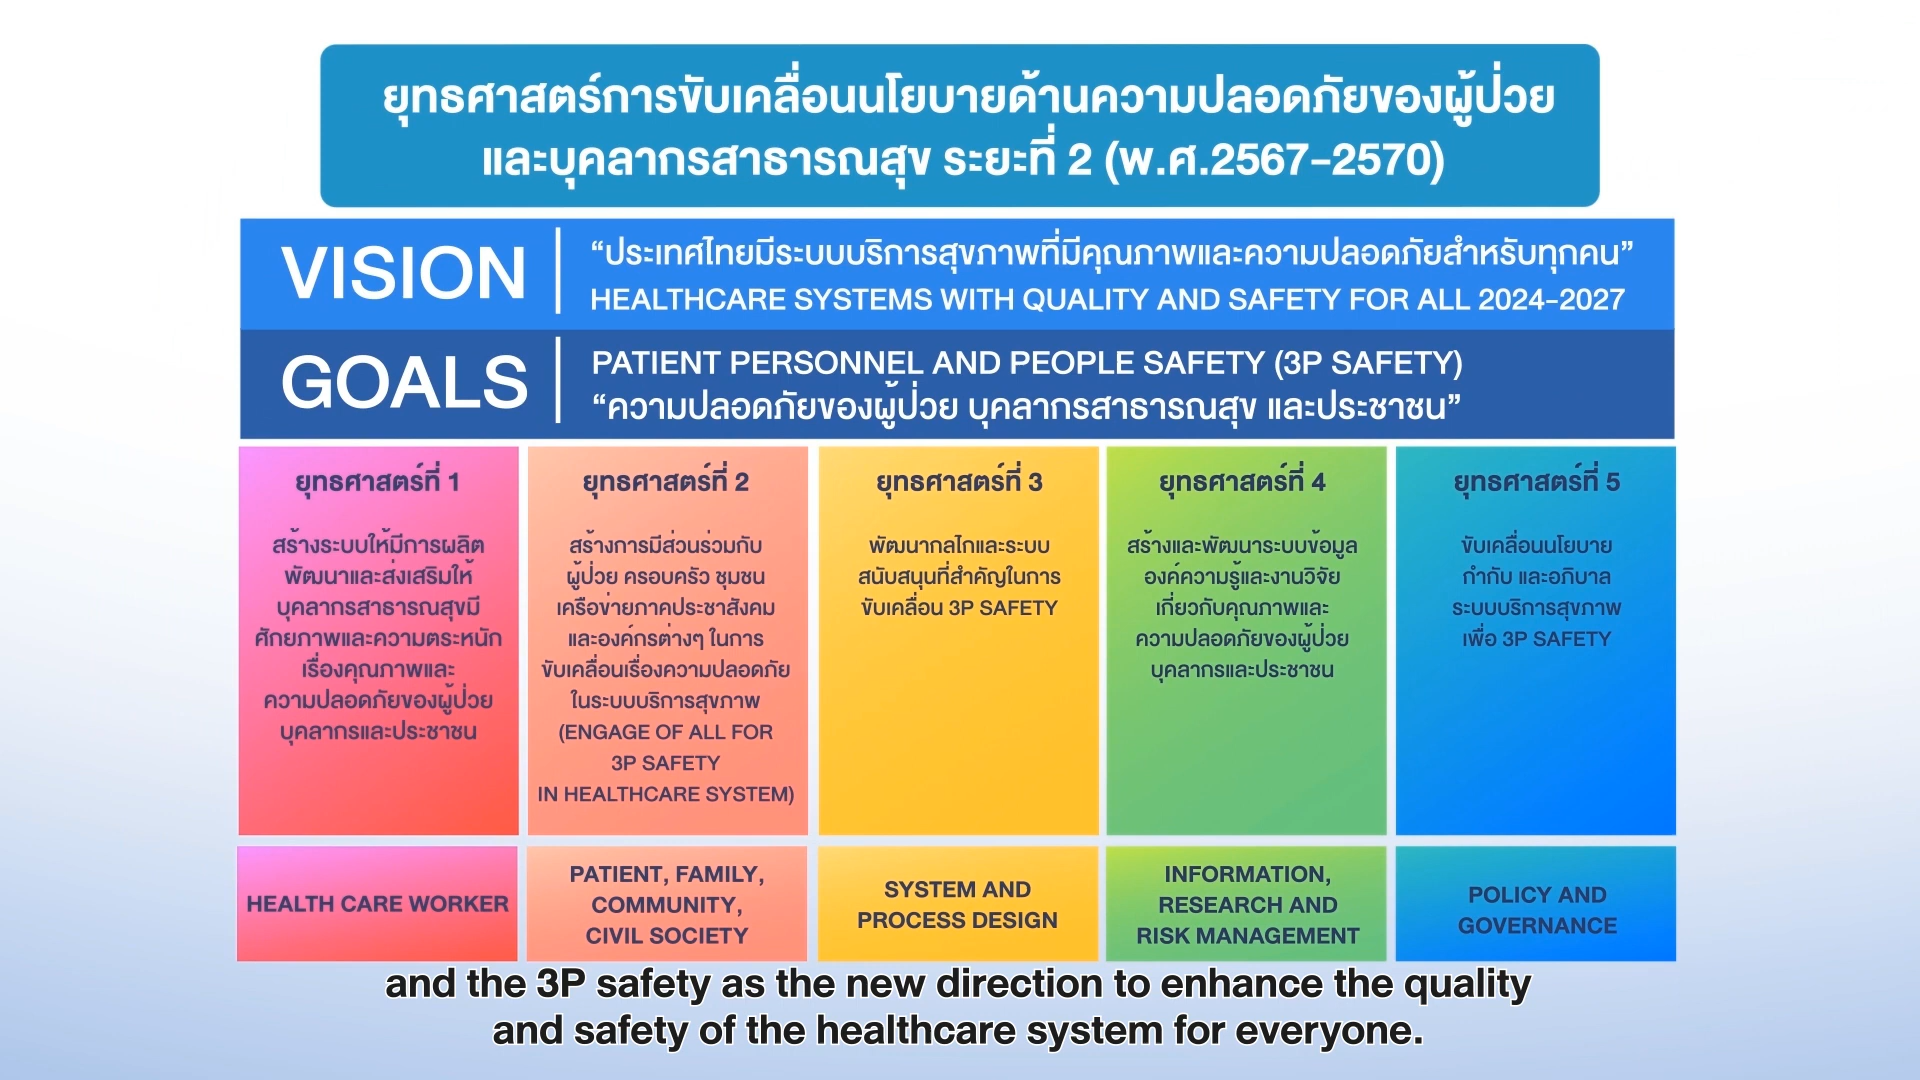 ยุทธศาสตร์การขับเคลื่อนนโยบายด้านความปลอดภัยของผู้ป่วย
และบุคลากรสาธารณสุข ระยะที่ 2 (พ.ศ.2567-2570)
VISION
“ประเทศไทยมีระบบบริการสุขภาพที่มีคุณภาพและความปลอดภัยสำหรับทุกคน”
HEALTHCARE SYSTEMS WITH QUALITY AND SAFETY FOR ALL 2024-2027
GOALS
PATIENT PERSONNEL AND PEOPLE SAFETY (3P SAFETY)
“ความปลอดภัยของผู้ป่วย บุคลากรสาธารณสุข และประชาชน”
ยุทธศาสตร์ที่ 1
สร้างระบบให้มีการผลิต
พัฒนาและส่งเสริมให้
บุคลากรสาธารณสุขมี
ศักยภาพและความตระหนัก
เรื่องคุณภาพและ
ความปลอดภัยของผู้ป่วย
บุคลากรและประชาชน
HEALTH CARE WORKER
ยุทธศาสตร์ที่ 2
สร้างการมีส่วนร่วมกับ
ผู้ป่วย ครอบครัว ชุมชน
เครือข่ายภาคประชาสังคม
และองค์กรต่างๆ ในการ
ขับเคลื่อนเรื่องความปลอดภัย
ในระบบบริการสุขภาพ
(ENGAGE OF ALL FOR
3P SAFETY
IN HEALTHCARE SYSTEM)
PATIENT, FAMILY,
COMMUNITY,
CIVIL SOCIETY
ยุทธศาสตร์ที่ 3
พัฒนากลไกและระบบ
สนับสนุนที่สำคัญในการ
ขับเคลื่อน 3P SAFETY
SYSTEM AND
PROCESS DESIGN
ยุทธศาสตร์ที่ 4
สร้างและพัฒนาระบบข้อมูล
องค์ความรู้และงานวิจัย
เกี่ยวกับคุณภาพและ
ความปลอดภัยของผู้ป่วย
บุคลากรและประชาชน
INFORMATION,
RESEARCH AND
RISK MANAGEMENT
ยุทธศาสตร์ที่ 5
ขับเคลื่อนนโยบาย
กำกับ และอภิบาล
ระบบบริการสุขภาพ
เพื่อ 3P SAFETY
POLICY AND
GOVERNANCE
and the 3P safety as the new direction to enhance the quality
and safety of the healthcare system for everyone.